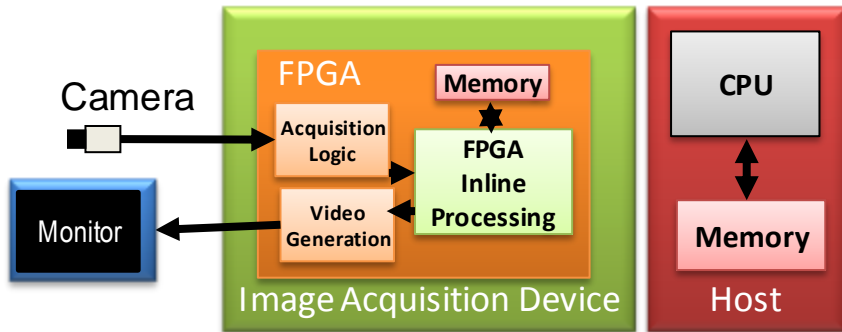 FPGA
Memory
CPU
Camera
Acquisition
Logic
FPGA
Inline
Processing
Video
Generation
Monitor
Memory
Image Acquisition Device
Host